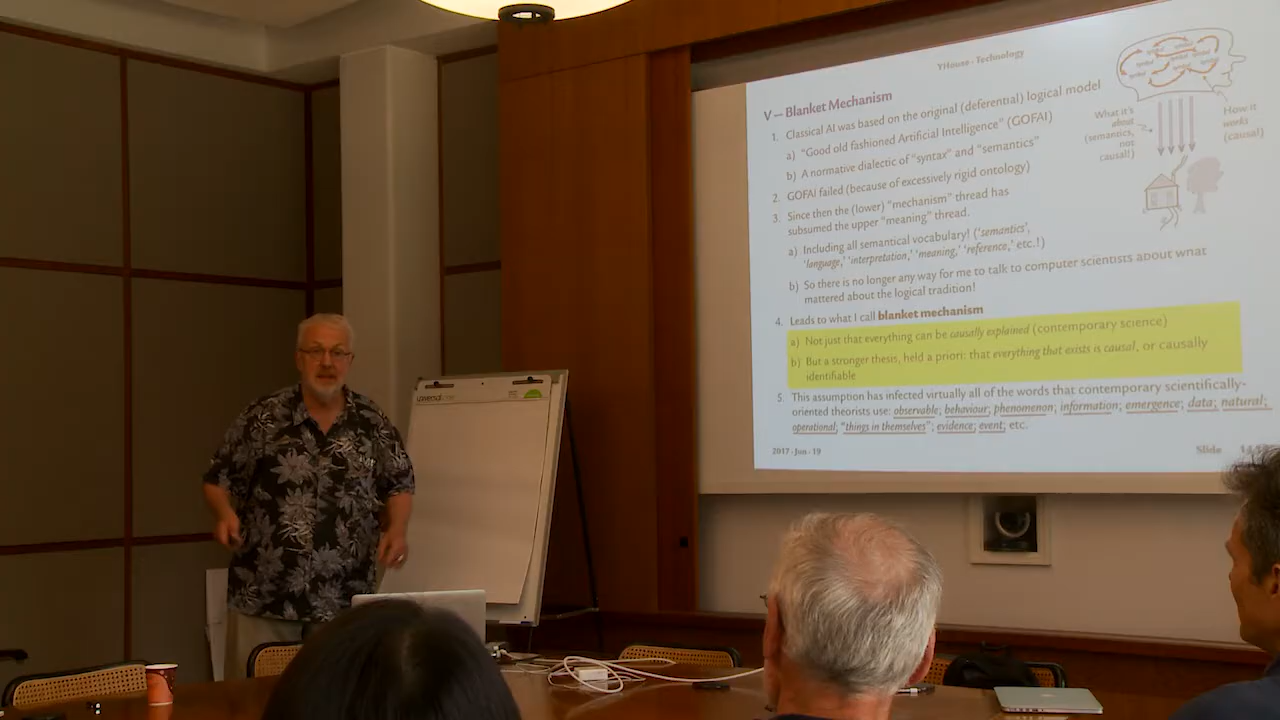 YHouse · Technology
V — Blanket Mechanism
1. Classical AI was based on the original (deferential) logical model
a) "Good old fashioned Artificial Intelligence" (GOFAI)
b) A normative dialectic of "syntax" and "semantics"
2. GOFAI failed (because of excessively rigid ontology)
3. Since then the (lower) "mechanism" thread has
subsumed the upper "meaning" thread.
a) Including all semantical vocabulary! ('semantics',
'language,' 'interpretation,' 'meaning,' 'reference,' etc.!)
b) So there is no longer any way for me to talk to computer scientists about what
mattered about the logical tradition!
4. Leads to what I call blanket mechanism
a) Not just that everything can be causally explained (contemporary science)
b) But a stronger thesis, held a priori: that everything that exists is causal, or causally
identifiable
5. This assumption has infected virtually all of the words that contemporary scientifically-
oriented theorists use: observable; behaviour; phenomenon; information; emergence; data; natural;
operational; "things in themselves"; evidence; event; etc.
What it's
about
(semantics,
not
causal!)
How it
works
(causal)
2017 · Jun · 19
Slide